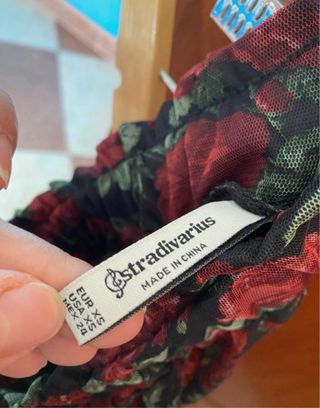 stradivarius
MADE IN CHINA
EUR XS
USA XS
MEX 24